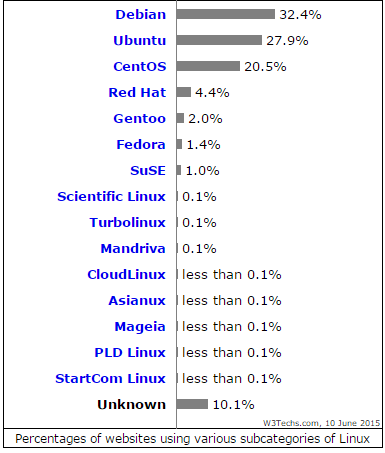 Debian 32.4%
Ubuntu 27.9%
CentOS 20.5%
Red Hat 4.4%
Gentoo 2.0%
Fedora 1.4%
SuSE 1.0%
Scientific Linux 0.1%
Turbolinux 0.1%
Mandriva 0.1%
CloudLinux less than 0.1%
Asianux less than 0.1%
Mageia less than 0.1%
PLD Linux less than 0.1%
StartCom Linux less than 0.1%
Unknown 10.1%
W3Techs.com, 10 June 2015
Percentages of websites using various subcategories of Linux